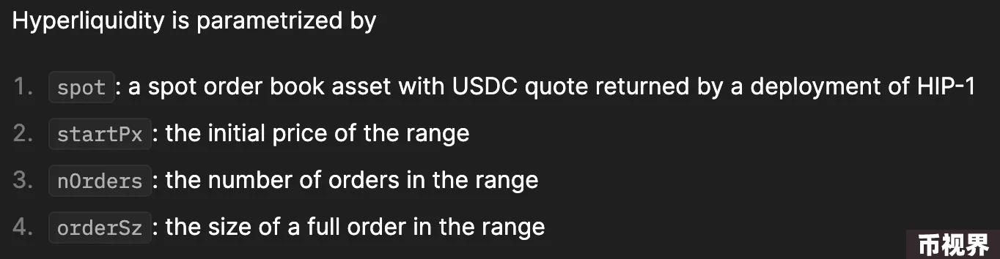 Hyperliquidity is parametrized by
1. spot: a spot order book asset with USDC quote returned by a deployment of HIP-1
2. startPx: the initial price of the range
3. nOrders: the number of orders in the range
4. orderSz: the size of a full order in the range
币视界